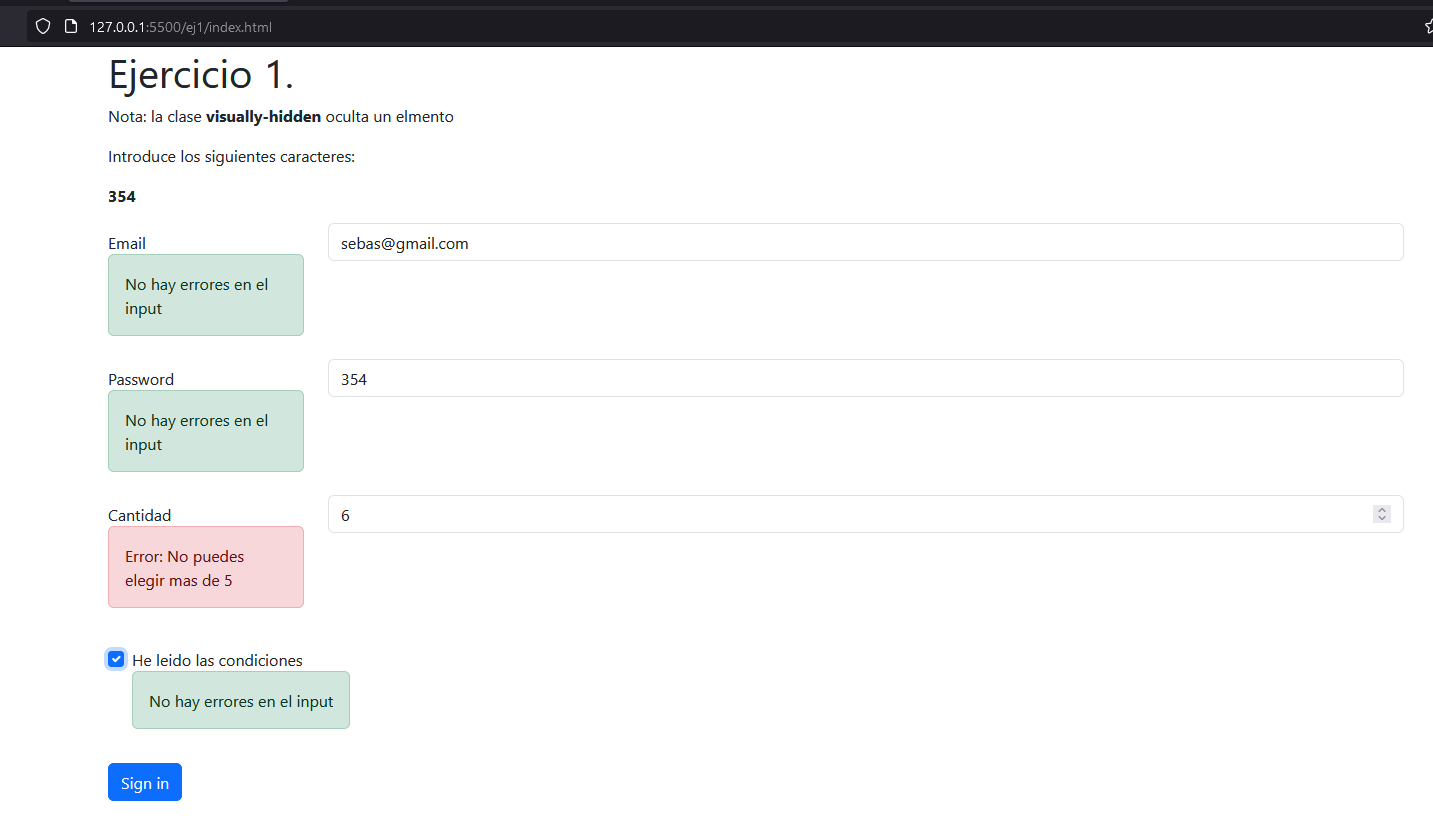 127.0.0.1:5500/ej1/index.html
Ejercicio 1.
Nota: la clase visually-hidden oculta un elmento
Introduce los siguientes caracteres:
354
Email
sebas@gmail.com
No hay errores en el
input
Password
354
No hay errores en el
input
Cantidad
6
Error: No puedes
elegir mas de 5
He leido las condiciones
No hay errores en el input
Sign in